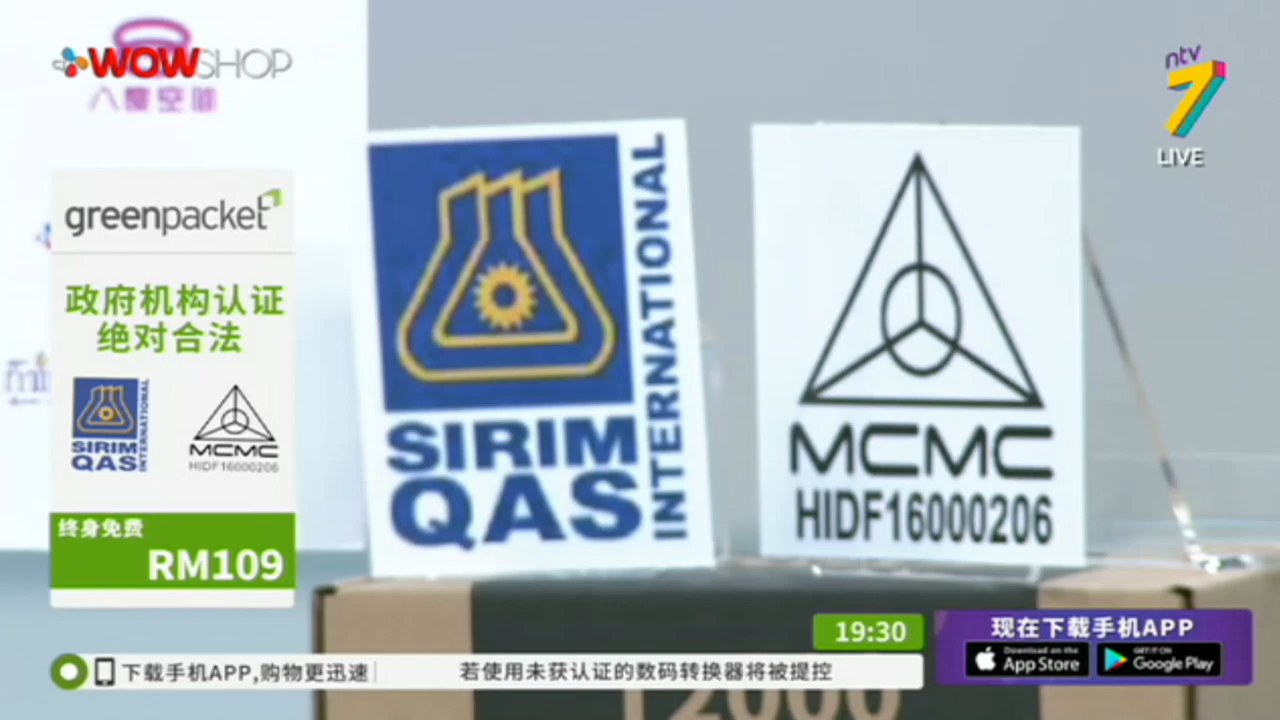 WOWSHOP
八度空间
ntv
7
LIVE
greenpacket
政府机构认证
绝对合法
SIRIM
QAS
INTERNATIONAL
MCMC
HIDF16000206
终身免费
RM109
SIRIM
QAS
INTERNATIONAL
MCMC
HIDF16000206
2000
19:30
现在下载手机APP
Download on the
App Store
GET IT ON
Google Play
下载手机APP,购物更迅速
若使用未获认证的数码转换器将被提控